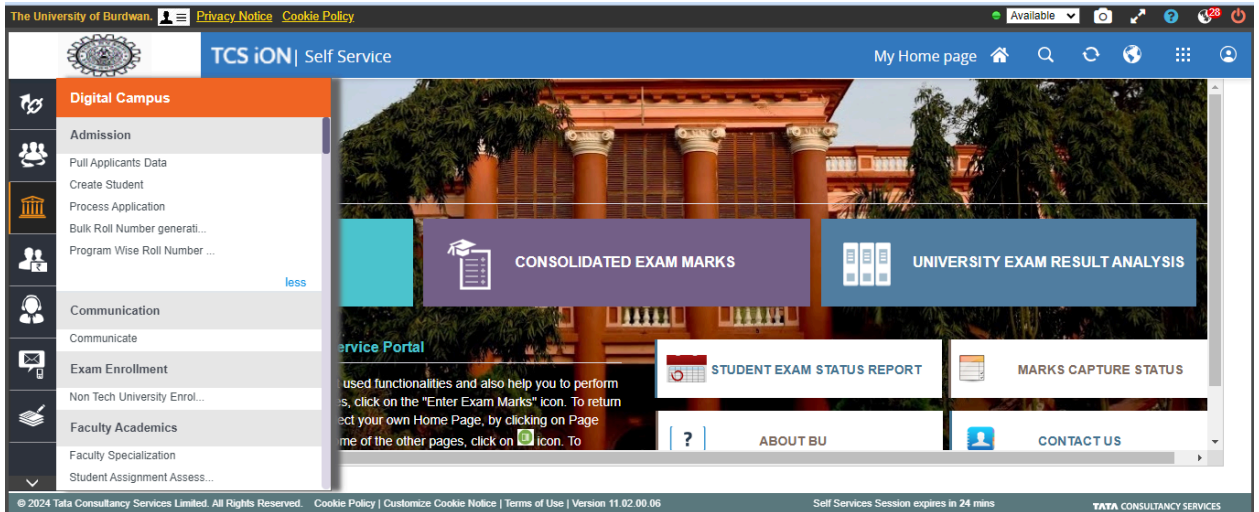 The University of Burdwan. Privacy Notice Cookie Policy
Available
28
TCS iON | Self Service
My Home page
Digital Campus
Admission
Pull Applicants Data
Create Student
Process Application
Bulk Roll Number generati...
Program Wise Roll Number ...
less
Communication
Communicate
Exam Enrollment
Non Tech University Enrol...
Faculty Academics
Faculty Specialization
Student Assignment Assess...
CONSOLIDATED EXAM MARKS
UNIVERSITY EXAM RESULT ANALYSIS
ervice Portal
used functionalities and also help you to perform
es, click on the "Enter Exam Marks" icon. To return
ect your own Home Page, by clicking on Page
me of the other pages, click on icon. To
STUDENT EXAM STATUS REPORT
MARKS CAPTURE STATUS
ABOUT BU
CONTACT US
© 2024 Tata Consultancy Services Limited. All Rights Reserved. Cookie Policy | Customize Cookie Notice | Terms of Use | Version 11.02.00.06
Self Services Session expires in 24 mins
TATA CONSULTANCY SERVICES